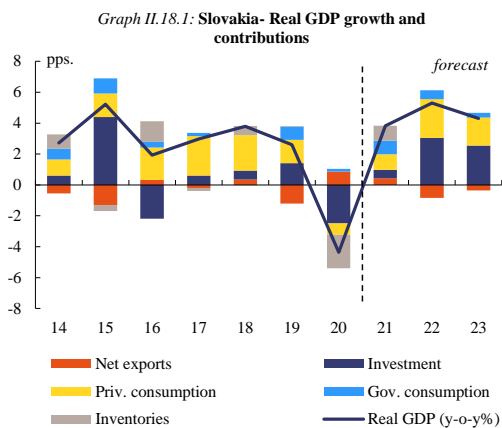 Graph II.18.1: Slovakia- Real GDP growth and
contributions
pps.
forecast
8
6
4
2
0
-2
-4
-6
-8
14 15 16 17 18 19 20 21 22 23
Net exports Investment
Priv. consumption Gov. consumption
Inventories Real GDP (y-o-y%)